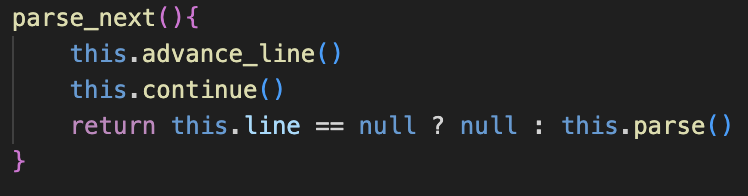 parse_next(){
    this.advance_line()
    this.continue()
    return this.line == null ? null : this.parse()
}